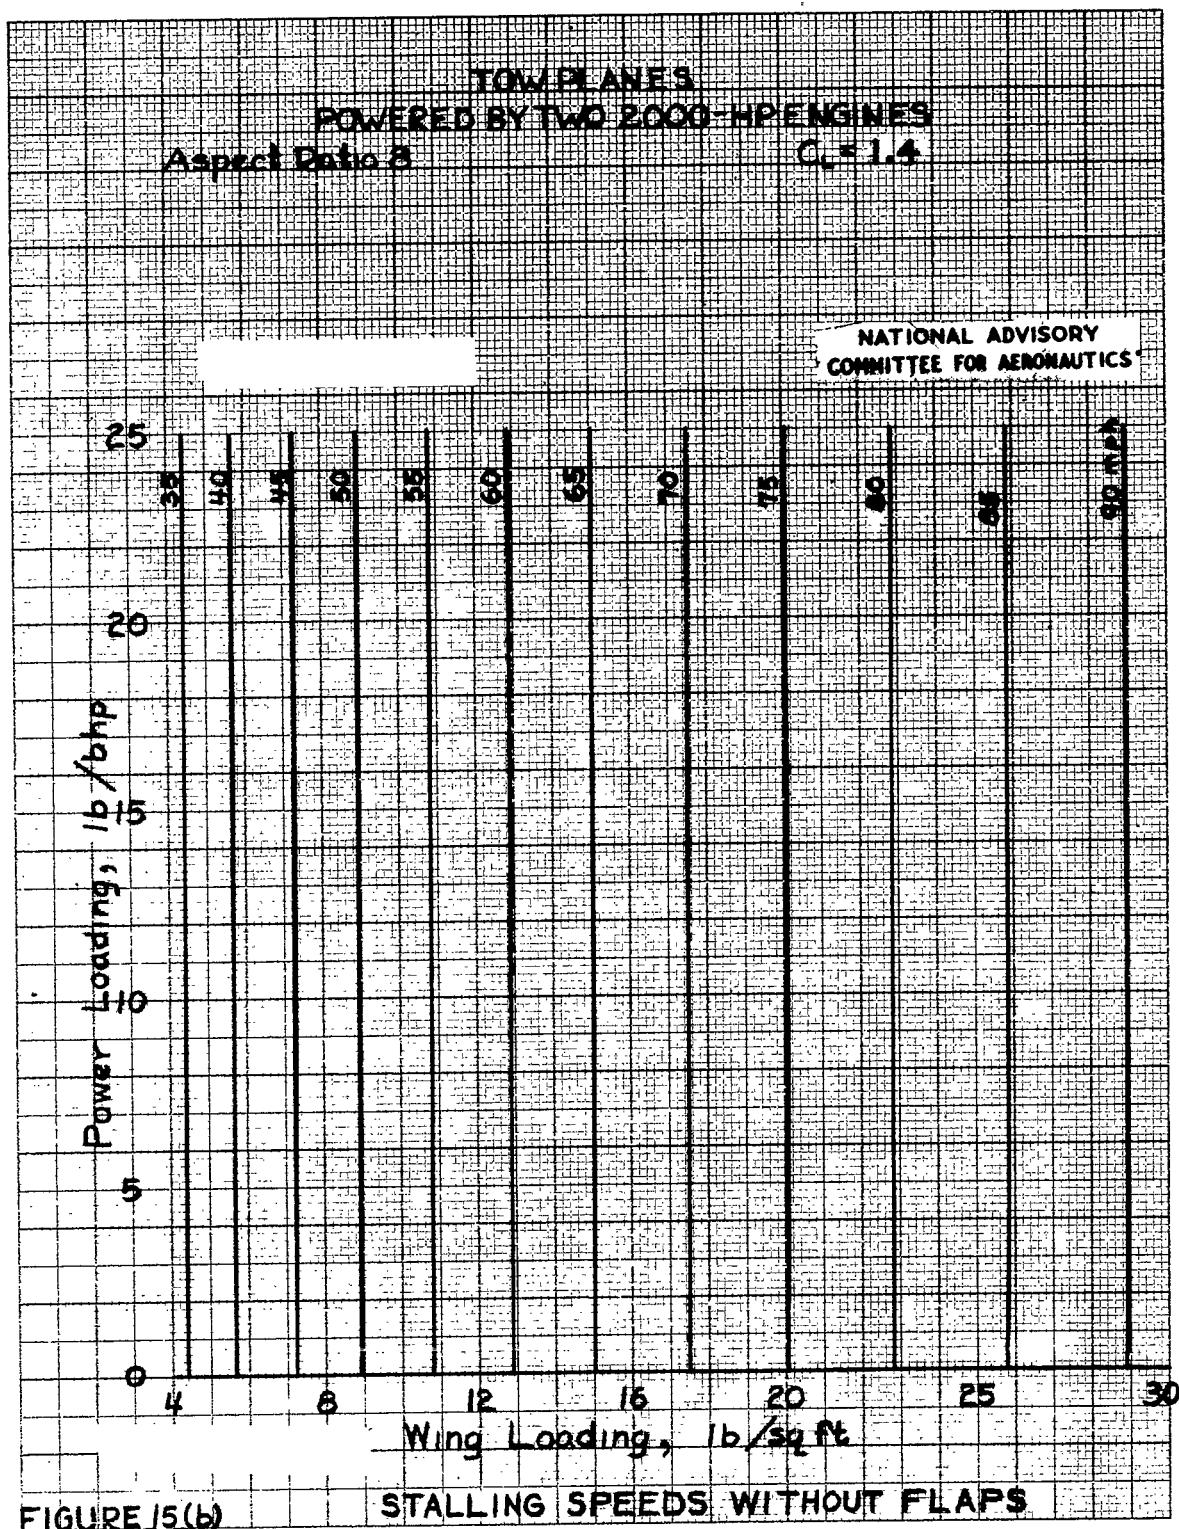 TOW PLANES
POWERED BY TWO 2000-HP ENGINES
Aspect Ratio 8
CL = 1.4
NATIONAL ADVISORY
COMMITTEE FOR AERONAUTICS
35
40
45
50
55
60
65
70
75
80
85
90 mph
25
20
15
10
5
0
Power Loading, lb/bhp
4 8 12 16 20 25 30
Wing Loading, lb/sq ft
FIGURE 15(b)
STALLING SPEEDS WITHOUT FLAPS